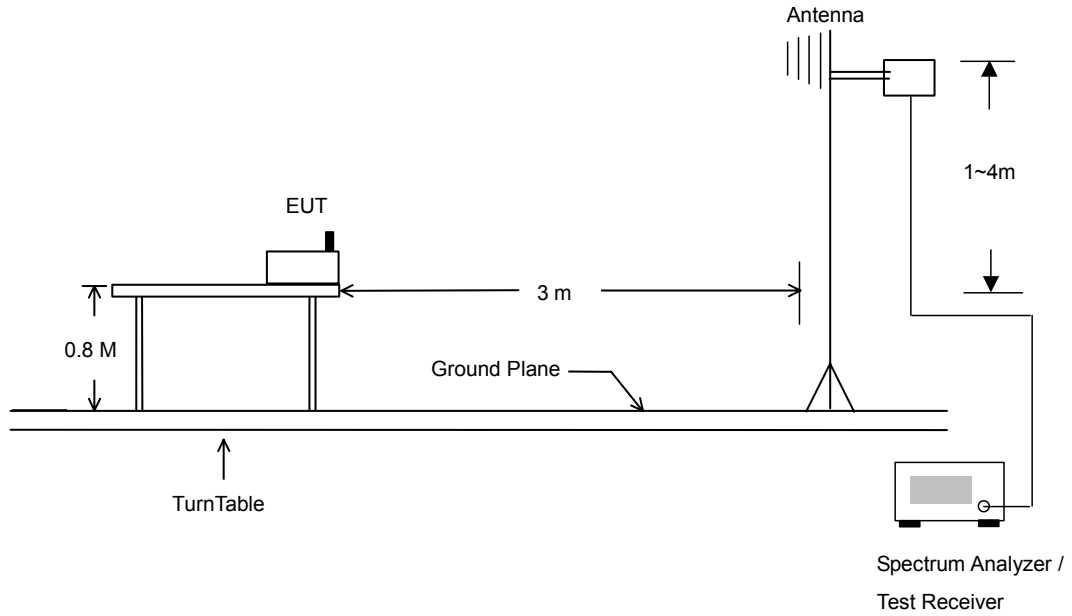 Antenna
1~4m
EUT
3 m
0.8 M
Ground Plane
TurnTable
Spectrum Analyzer /
Test Receiver